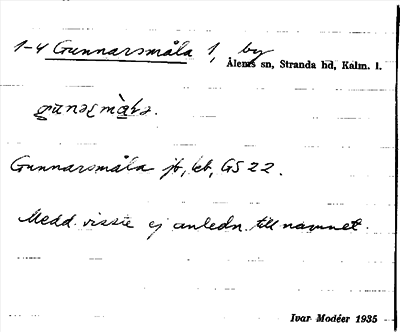 1-4 Gunnarsmåla 1, by
Ålems sn, Stranda hd, Kalm. l.
Gunnarsmåla jb, kb, GS 22.
Medd. visste ej anledn. till namnet.
Ivar Modéer 1935